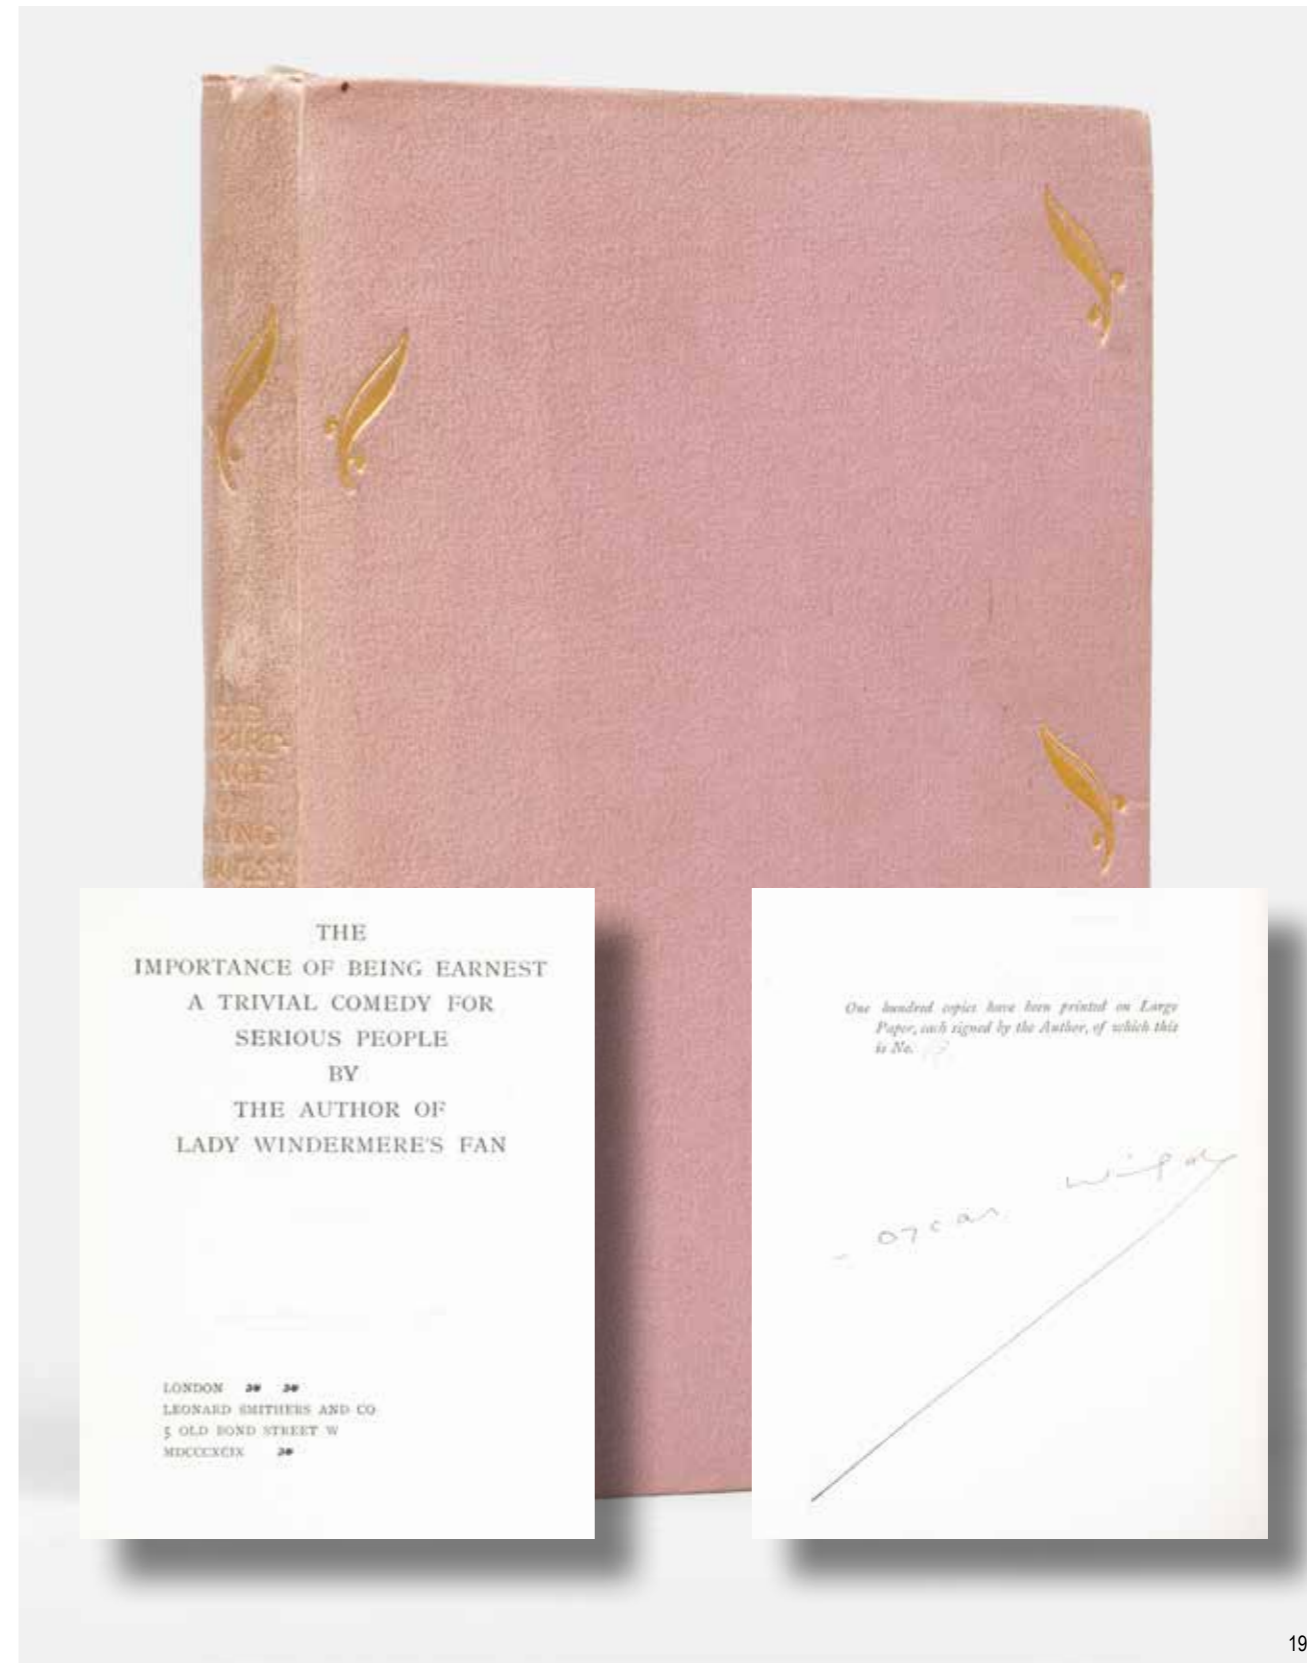 THE
IMPORTANCE OF BEING EARNEST
A TRIVIAL COMEDY FOR
SERIOUS PEOPLE
BY
THE AUTHOR OF
LADY WINDERMERE'S FAN
LONDON
LEONARD SMITHERS AND CO
5 OLD BOND STREET W
MDCCCXCIX
One hundred copies have been printed on Large
Paper, each signed by the Author, of which this
is No.
Oscar Wilde
19